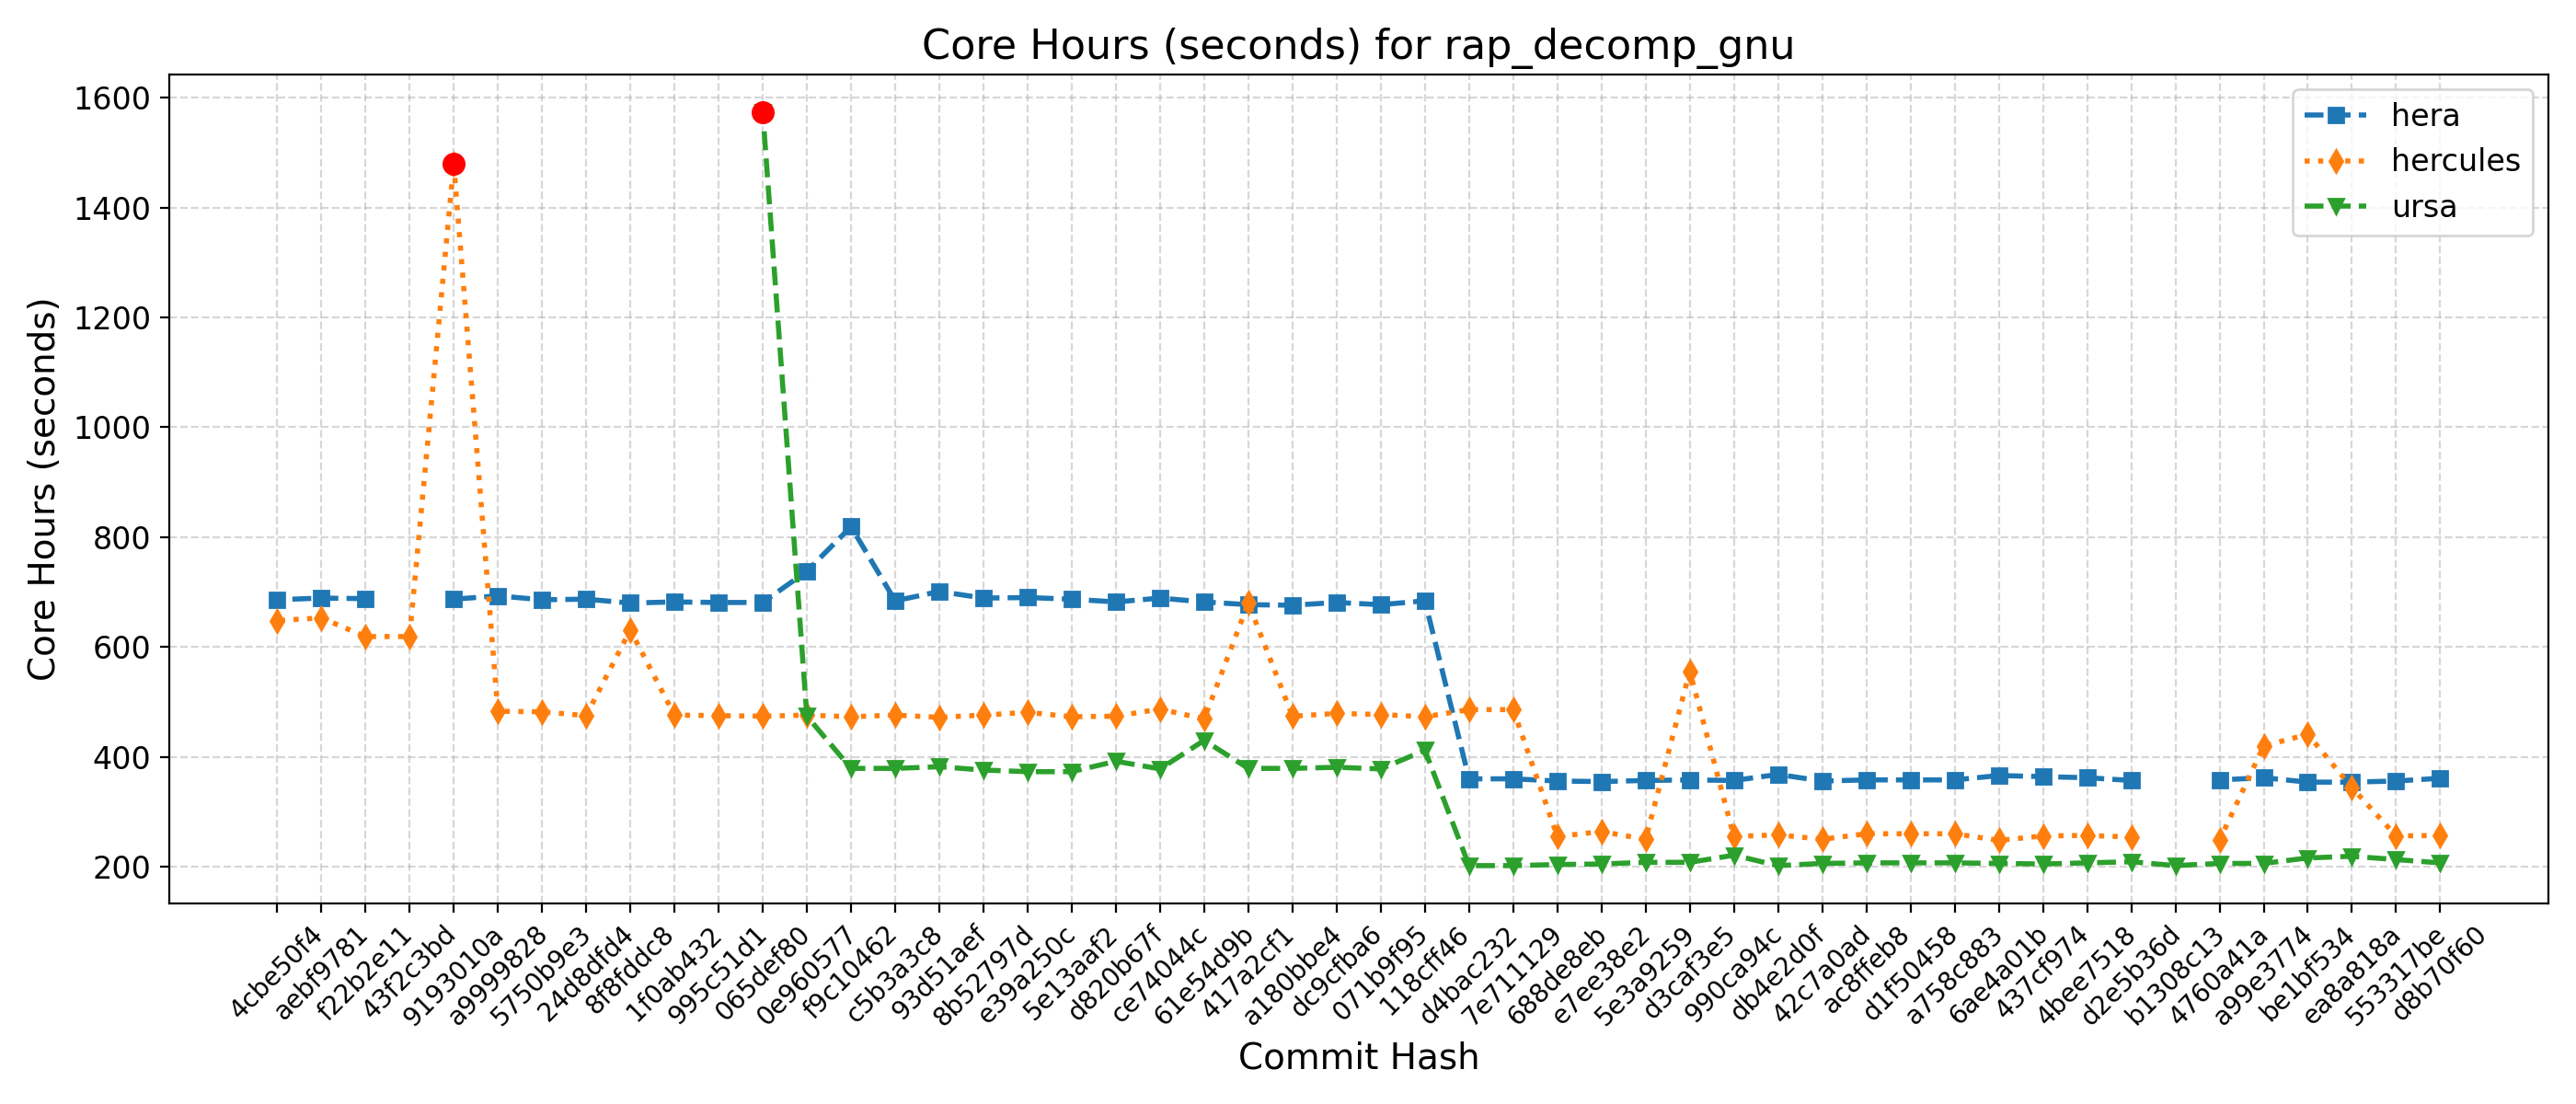 Core Hours (seconds) for rap_decomp_gnu
Core Hours (seconds)
1600
1400
1200
1000
800
600
400
200
hera
hercules
ursa
4cbe50f4
aebf9781
f22b2e11
43f2c3bd
9193010a
a9999828
5750b9e3
24d8dfd4
8f8fddc8
1f0ab432
995c51d1
065def80
0e960577
f9c10462
c5b3a3c8
93d51aef
8b52797d
e39a250c
5e13aaf2
d820b67f
ce74044c
61e54d9b
417a2cf1
a180bbe4
dc9cfba6
071b9f95
118cff46
d4bac232
7e711129
688de8eb
e7ee38e2
5e3a9259
d3caf3e5
990ca94c
db4e2d0f
42c7a0ad
ac8ffeb8
d1f50458
a758c883
6ae4a01b
437cf974
4bee7518
d2e5b36d
b1308c13
4760a41a
a99e3774
be1bf534
ea8a818a
553317be
d8b70f60
Commit Hash